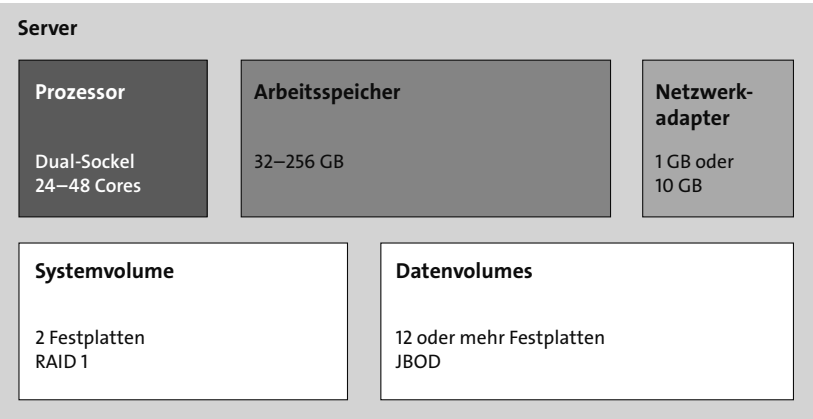 Server
Prozessor
Dual-Sockel
24–48 Cores
Arbeitsspeicher
32–256 GB
Netzwerk-
adapter
1 GB oder
10 GB
Systemvolume
2 Festplatten
RAID 1
Datenvolumes
12 oder mehr Festplatten
JBOD